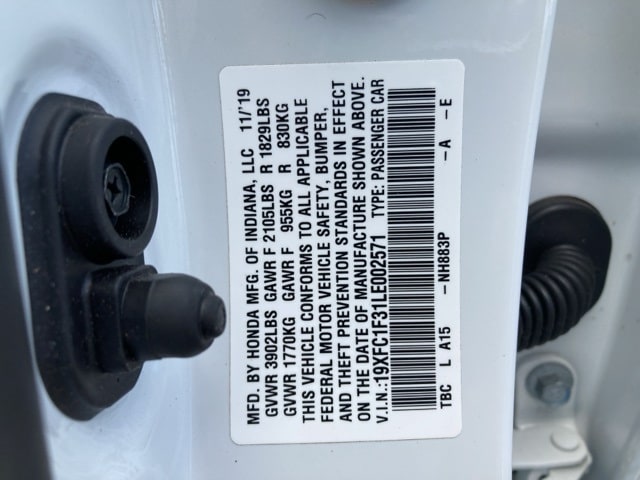 MFD. BY HONDA MFG. OF INDIANA, LLC 11/'19
GVWR 3902LBS GAWR F 2105LBS R 1829LBS
GVWR 1770KG GAWR F 955KG R 830KG
THIS VEHICLE CONFORMS TO ALL APPLICABLE
FEDERAL MOTOR VEHICLE SAFETY, BUMPER,
AND THEFT PREVENTION STANDARDS IN EFFECT
ON THE DATE OF MANUFACTURE SHOWN ABOVE.
V.I.N.: 19XFC1F31LE002571 TYPE: PASSENGER CAR
TBC L A15 -NH883P -A -E